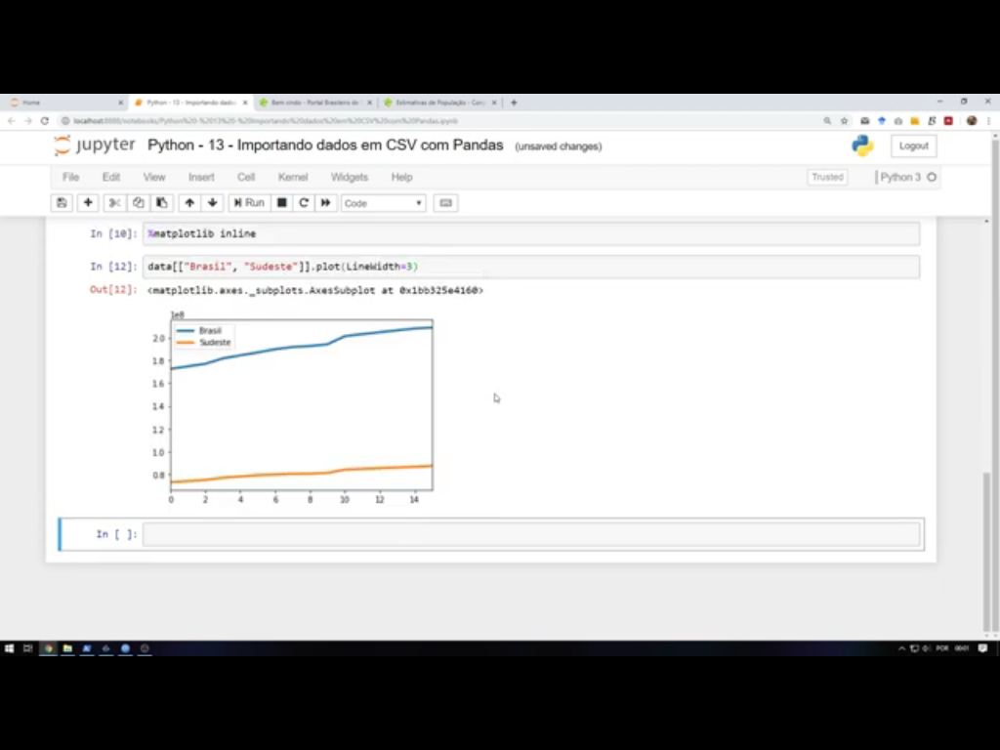 Home
Python - 13 - Importando dados
Bem vindo - Portal Brasileiro de
Estimativas de População - Conj
localhost:8888/notebooks/Python%20-%2013%20-%20Importando%20dados%20em%20CSV%20com%20Pandas.ipynb
jupyter Python - 13 - Importando dados em CSV com Pandas (unsaved changes) Logout
File Edit View Insert Cell Kernel Widgets Help Trusted Python 3
Run Code
In [10]: %matplotlib inline
In [12]: data[["Brasil", "Sudeste"]].plot(LineWidth=3)
Out[12]: <matplotlib.axes._subplots.AxesSubplot at 0x1bb325e4160>
1e8
Brasil
Sudeste
2.0
1.8
1.6
1.4
1.2
1.0
0.8
0 2 4 6 8 10 12 14
In [ ]:
POR 00:01